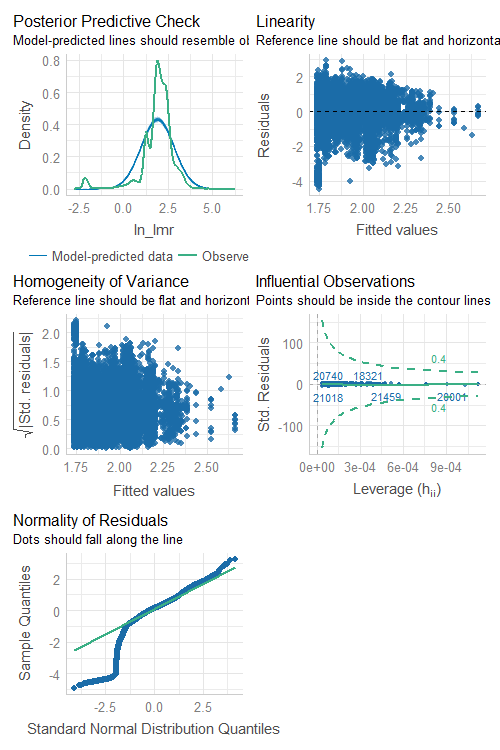 Posterior Predictive Check
Model-predicted lines should resemble ob
0.8
0.6
0.4
0.2
0.0
Density
-2.5 0.0 2.5 5.0
ln_lmr
Model-predicted data Observe
Linearity
Reference line should be flat and horizonta
2
0
-2
-4
Residuals
1.75 2.00 2.25 2.50
Fitted values
Homogeneity of Variance
Reference line should be flat and horizont
2.0
1.5
1.0
0.5
0.0
√|Std. residuals|
1.75 2.00 2.25 2.50
Fitted values
Influential Observations
Points should be inside the contour lines
100
0
-100
Std. Residuals
0.4
20740 18321
21018 21459 20001
0.4
0e+00 3e-04 6e-04 9e-04
Leverage (hii)
Normality of Residuals
Dots should fall along the line
2
0
-2
-4
Sample Quantiles
-2.5 0.0 2.5
Standard Normal Distribution Quantiles